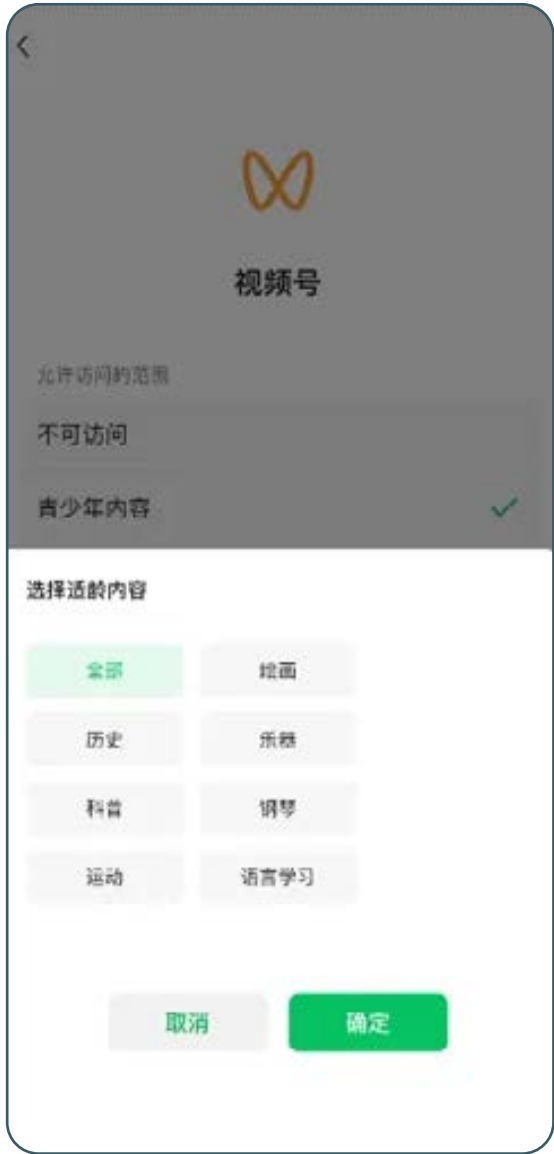 视频号
允许访问的范围
不可访问
青少年内容
选择适龄内容
全部 绘画
历史 乐器
科普 钢琴
运动 语言学习
取消 确定